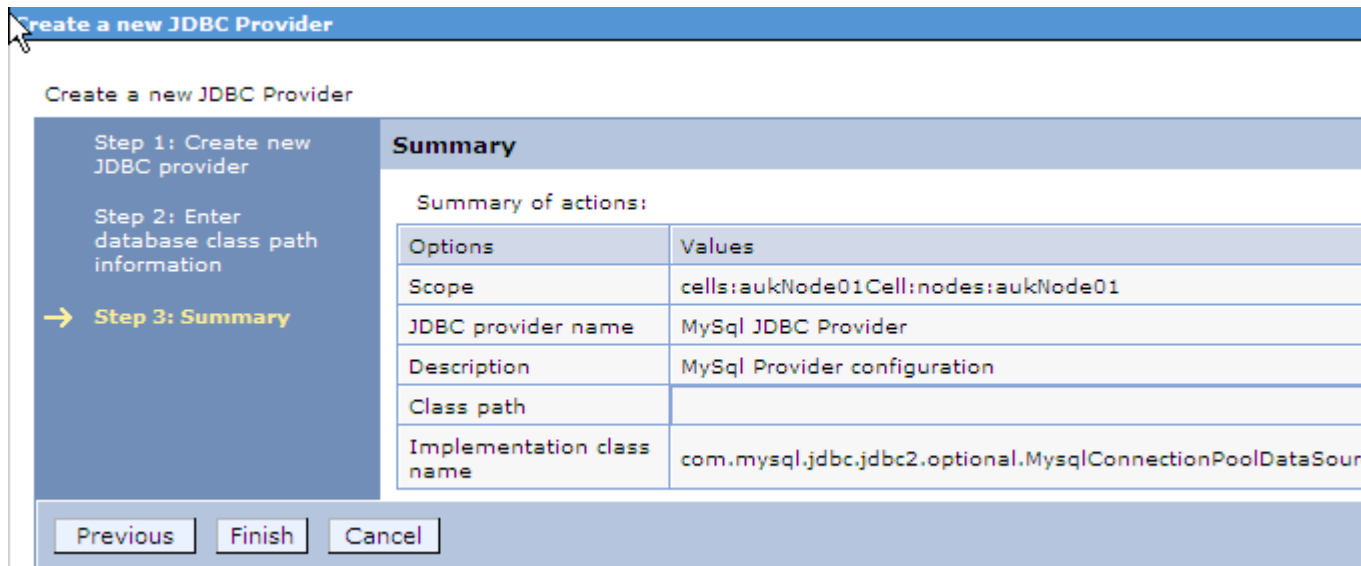 Create a new JDBC Provider
Create a new JDBC Provider
Step 1: Create new
JDBC provider
Step 2: Enter
database class path
information
Step 3: Summary
Summary
Summary of actions:
Options Values
Scope cells:aukNode01Cell:nodes:aukNode01
JDBC provider name MySql JDBC Provider
Description MySql Provider configuration
Class path
Implementation class
name
com.mysql.jdbc.jdbc2.optional.MysqlConnectionPoolDataSour
Previous Finish Cancel